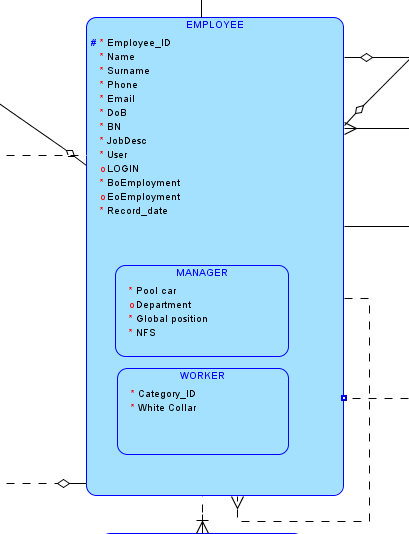 EMPLOYEE
# * Employee_ID
* Name
* Surname
* Phone
* Email
* DoB
* BN
* JobDesc
* User
o LOGIN
* BoEmployment
o EoEmployment
* Record_date
MANAGER
* Pool car
o Department
* Global position
* NFS
WORKER
* Category_ID
* White Collar